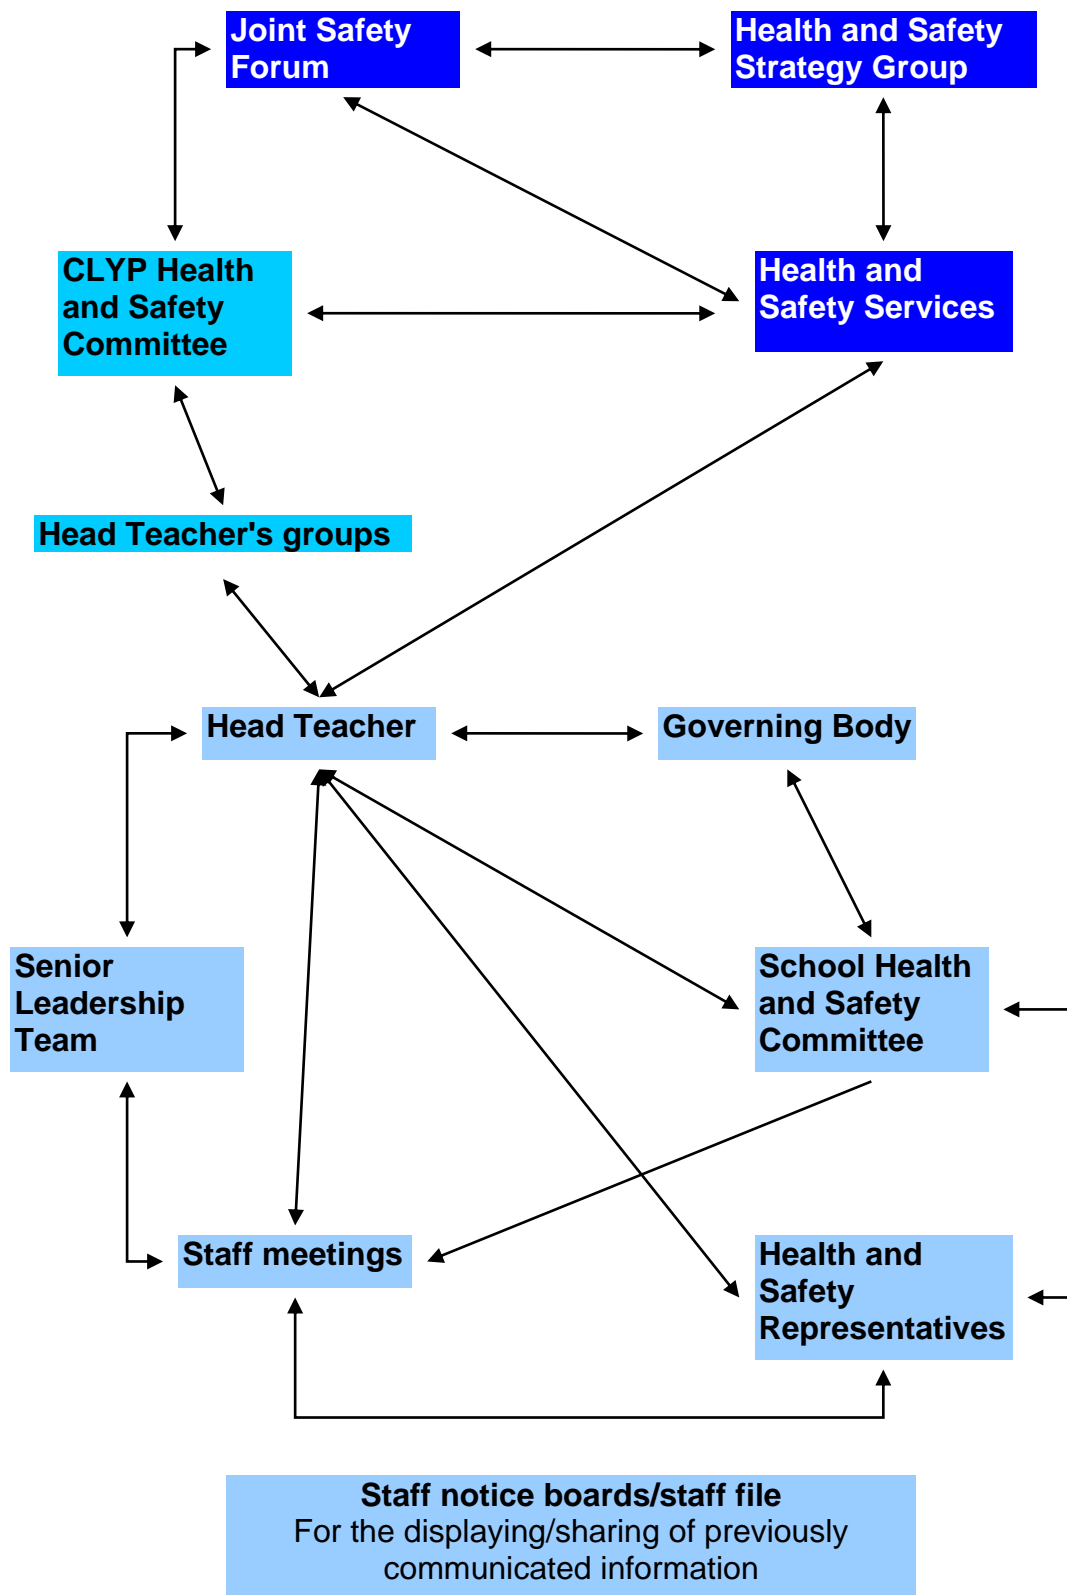 Joint Safety
Forum
Health and Safety
Strategy Group
CLYP Health
and Safety
Committee
Health and
Safety Services
Head Teacher's groups
Head Teacher
Governing Body
Senior
Leadership
Team
School Health
and Safety
Committee
Staff meetings
Health and
Safety
Representatives
Staff notice boards/staff file
For the displaying/sharing of previously
communicated information